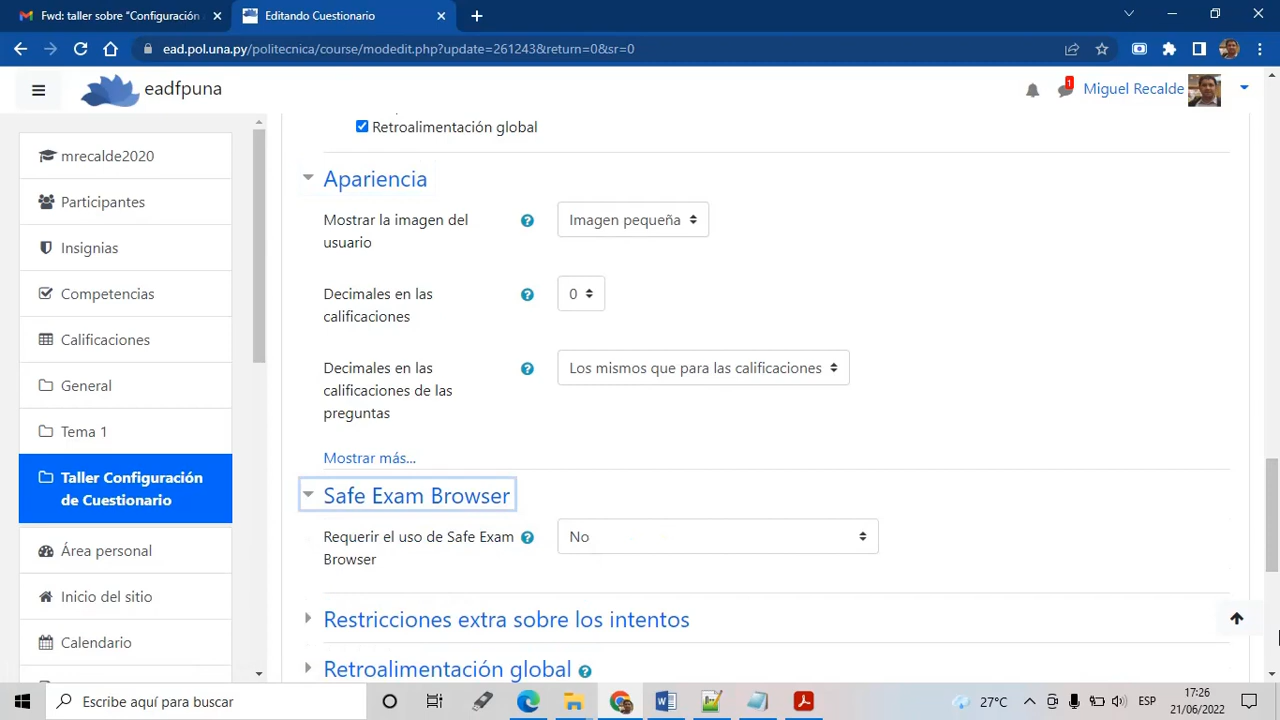 Fwd: taller sobre "Configuración
Editando Cuestionario
ead.pol.una.py/politecnica/course/modedit.php?update=261243&return=0&sr=0
eadfpuna
1
Miguel Recalde
mrecalde2020
Participantes
Insignias
Competencias
Calificaciones
General
Tema 1
Taller Configuración
de Cuestionario
Área personal
Inicio del sitio
Calendario
Retroalimentación global
Apariencia
Mostrar la imagen del
usuario
Imagen pequeña
Decimales en las
calificaciones
0
Decimales en las
calificaciones de las
preguntas
Los mismos que para las calificaciones
Mostrar más...
Safe Exam Browser
Requerir el uso de Safe Exam
Browser
No
Restricciones extra sobre los intentos
Retroalimentación global
Escribe aquí para buscar
27°C
ESP
17:26
21/06/2022